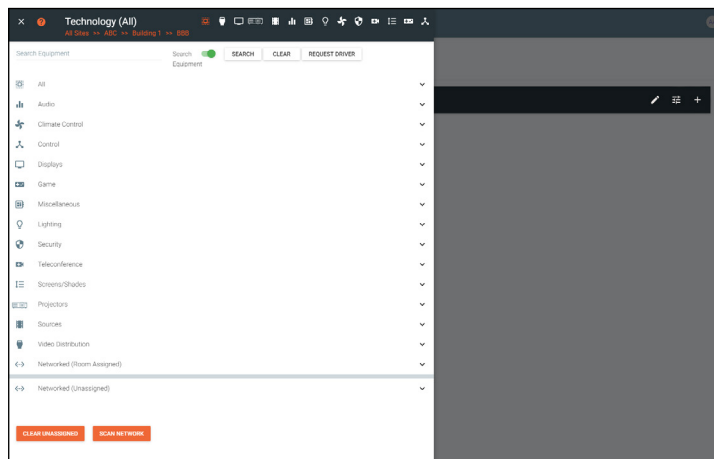 Technology (All)
All Sites ↔ ABC ↔ Building 1 ↔ BBB
Search Equipment
Search
Equipment
SEARCH
CLEAR
REQUEST DRIVER
All
Audio
Climate Control
Control
Displays
Game
Miscellaneous
Lighting
Security
Teleconference
Screens/Shades
Projectors
Sources
Video Distribution
Networked (Room Assigned)
Networked (Unassigned)
CLEAR UNASSIGNED
SCAN NETWORK